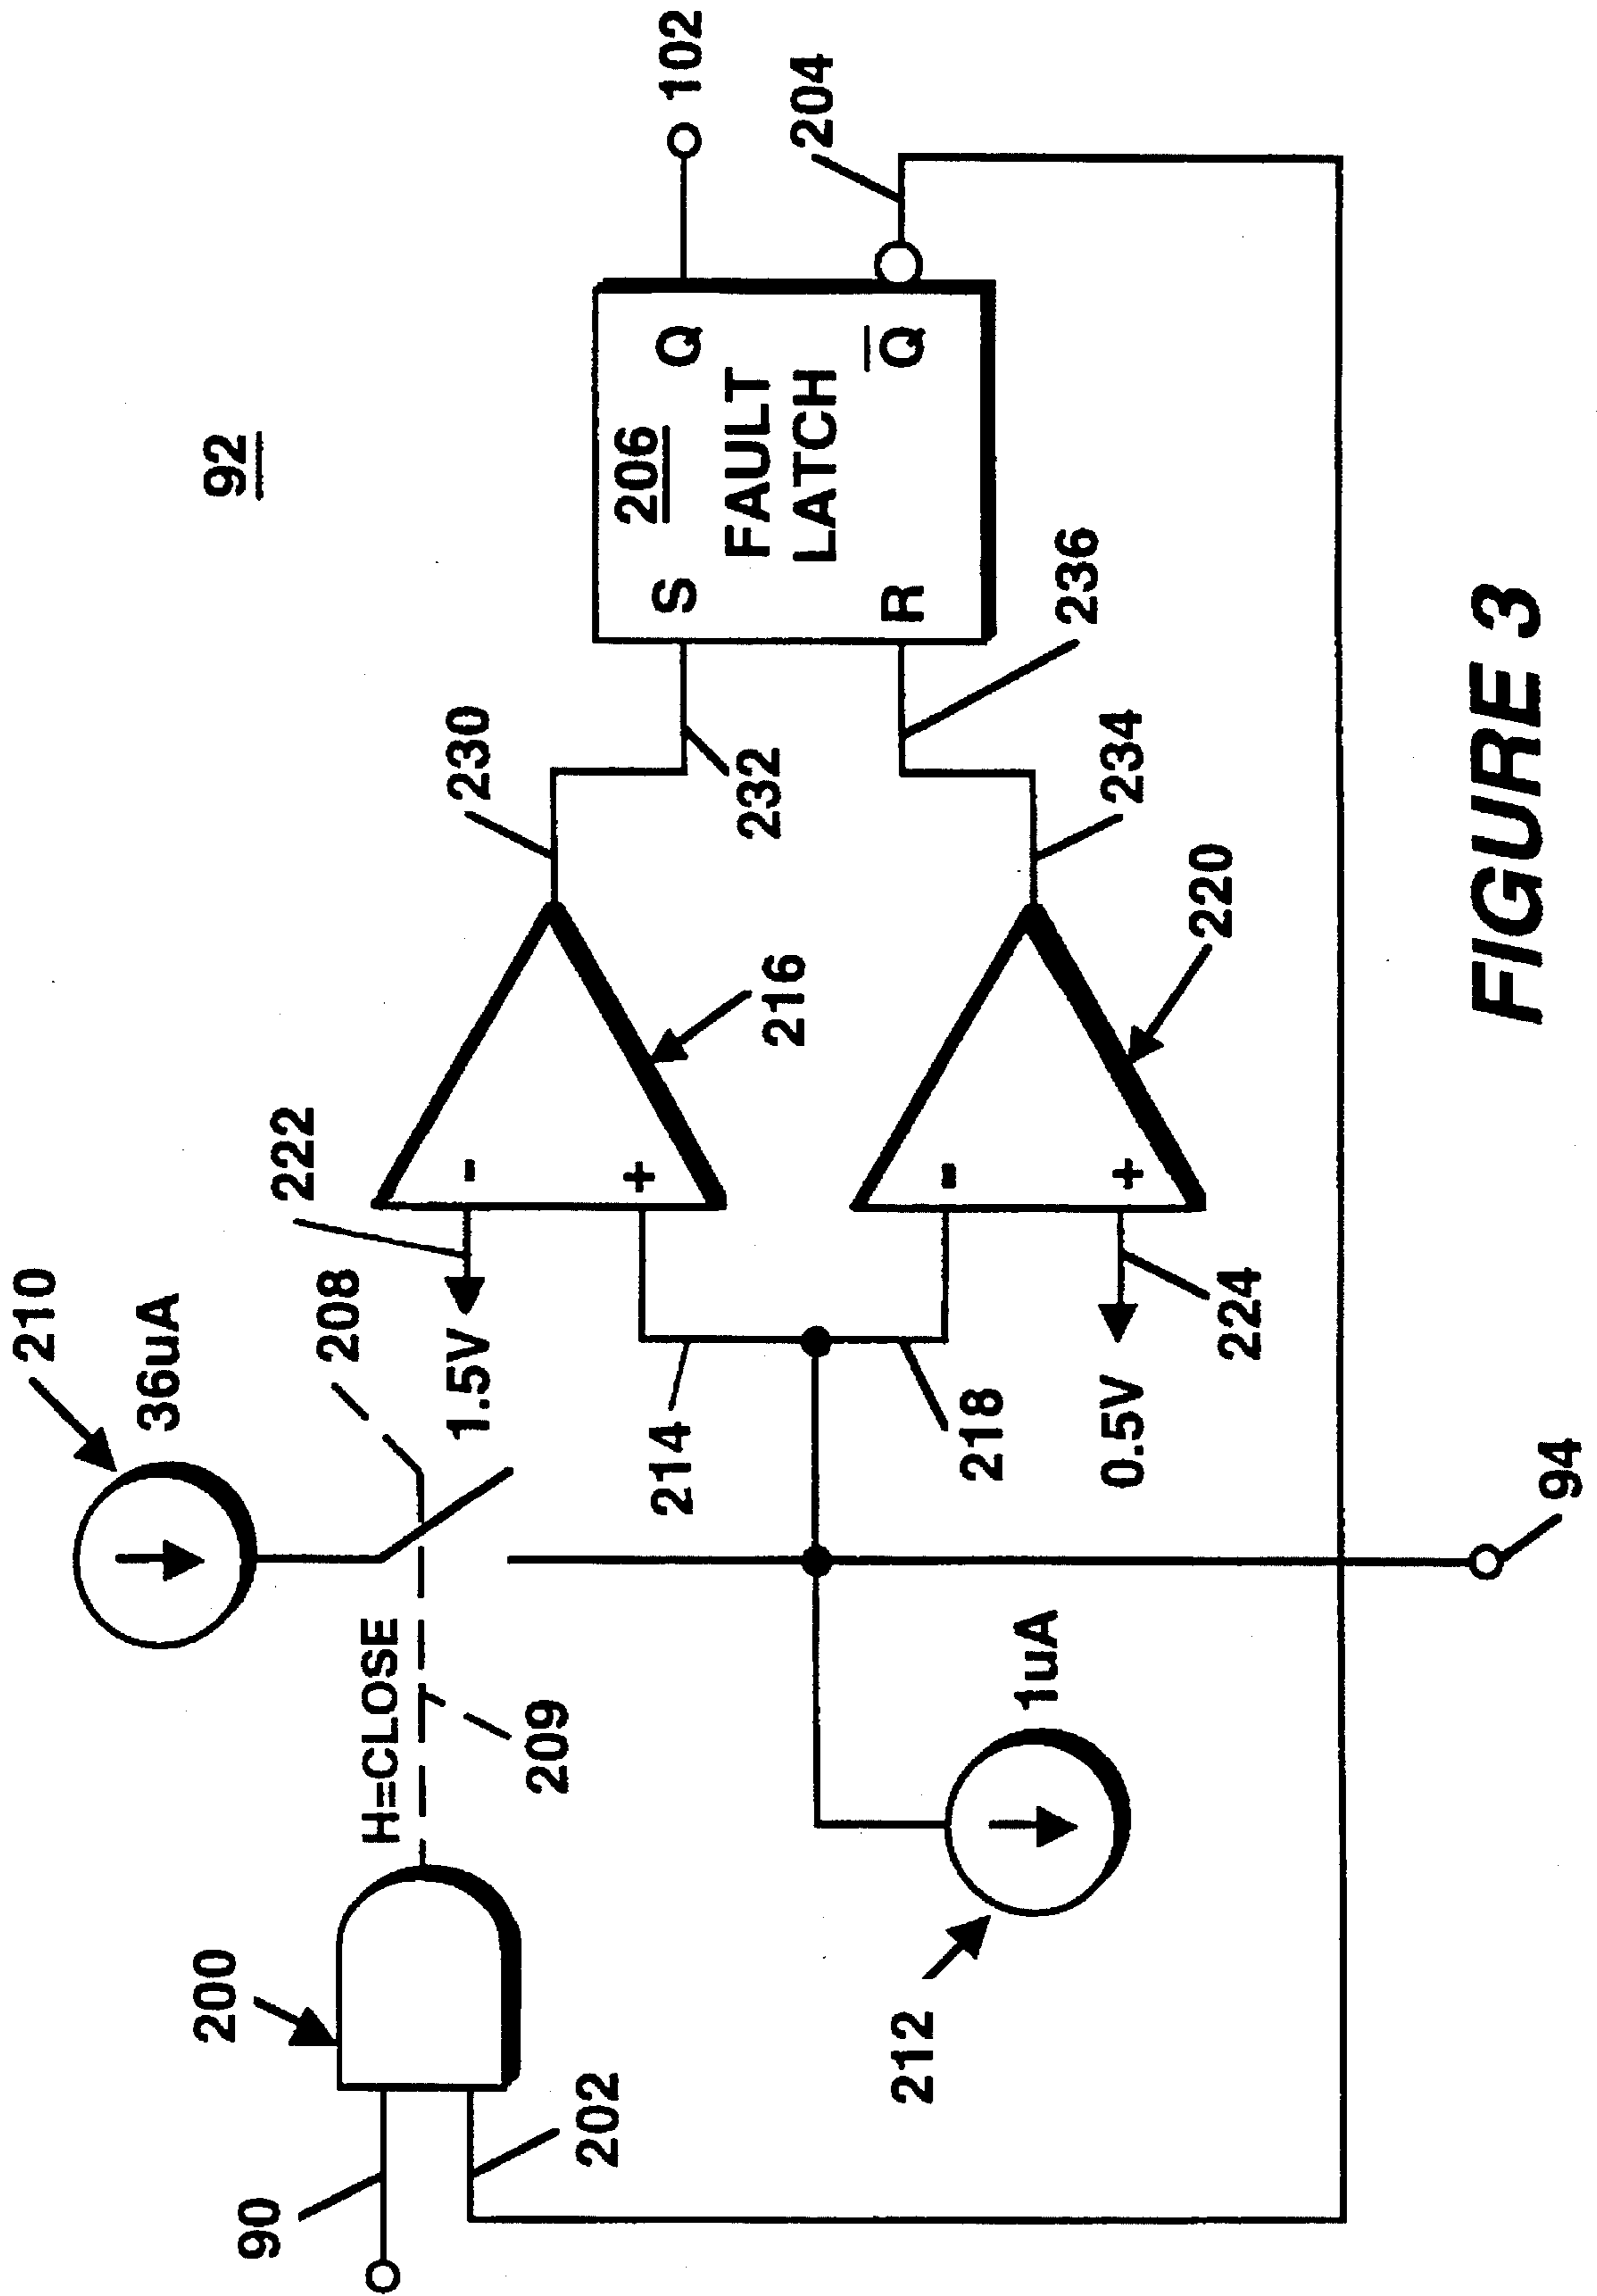 92
210
36uA
200
H=CLOSE
208
222
230
90
1.5V
206
S
Q
102
-
+
209
214
216
232
FAULT
LATCH
202
212
1uA
218
-
+
R
Q̅
204
0.5V
224
220
234
236
94
FIGURE 3